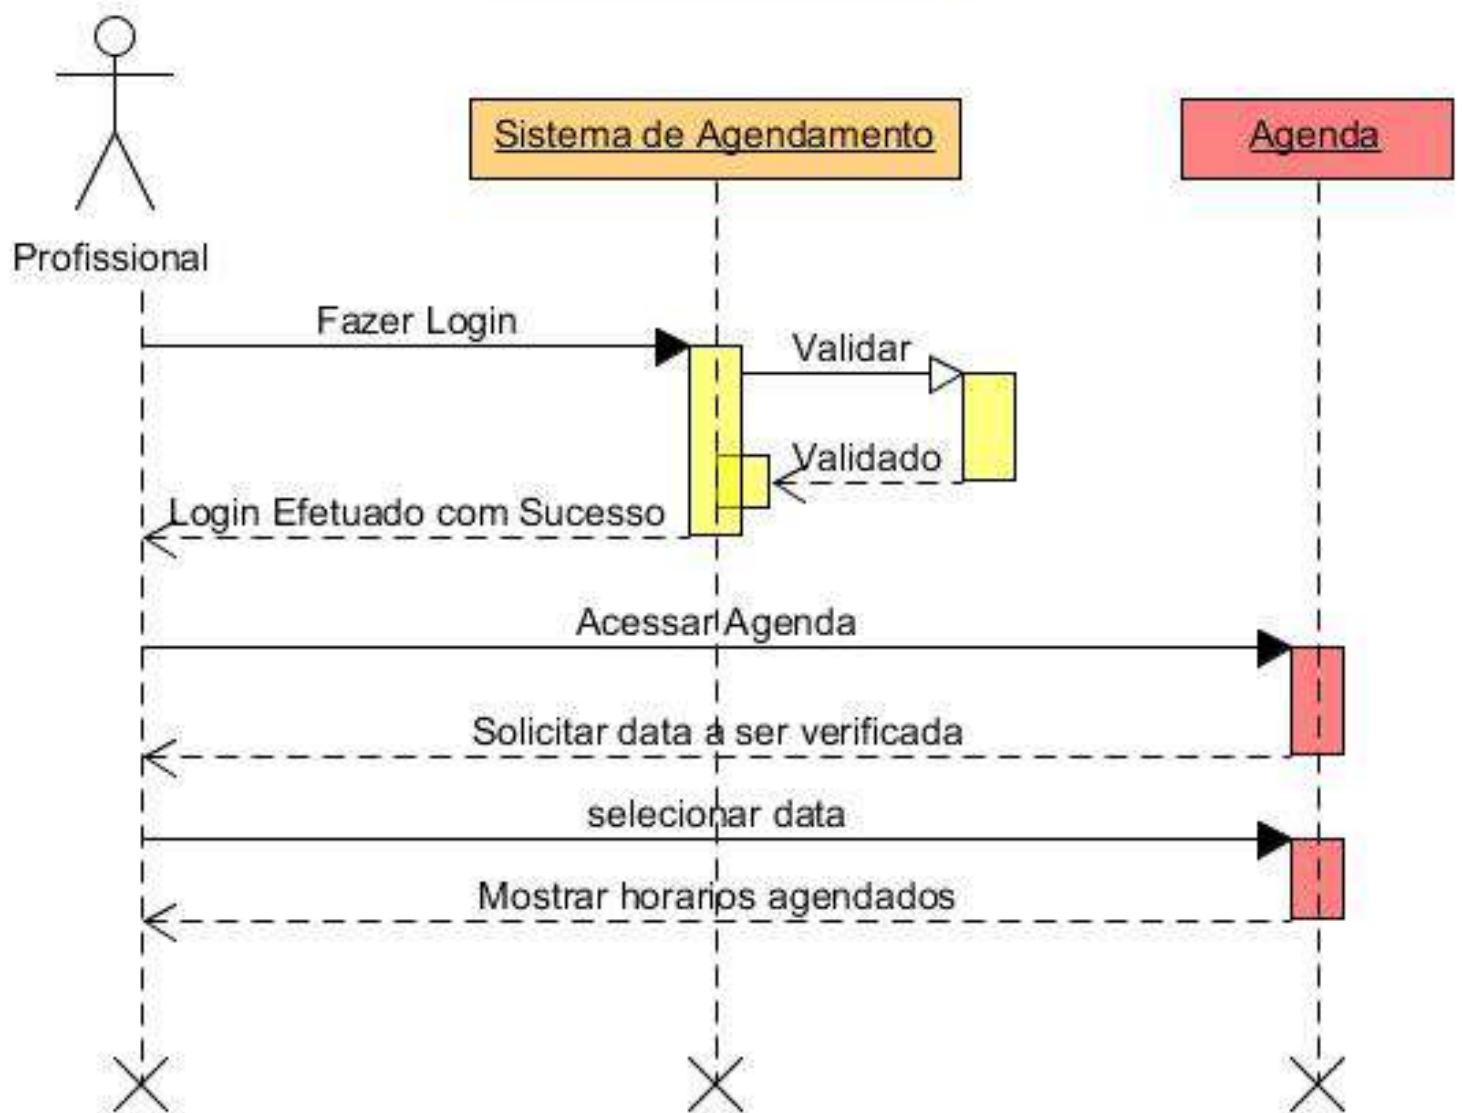 Sistema de Agendamento
Agenda
Profissional
Fazer Login
Validar
Validado
Login Efetuado com Sucesso
Acessar Agenda
Solicitar data a ser verificada
selecionar data
Mostrar horarios agendados